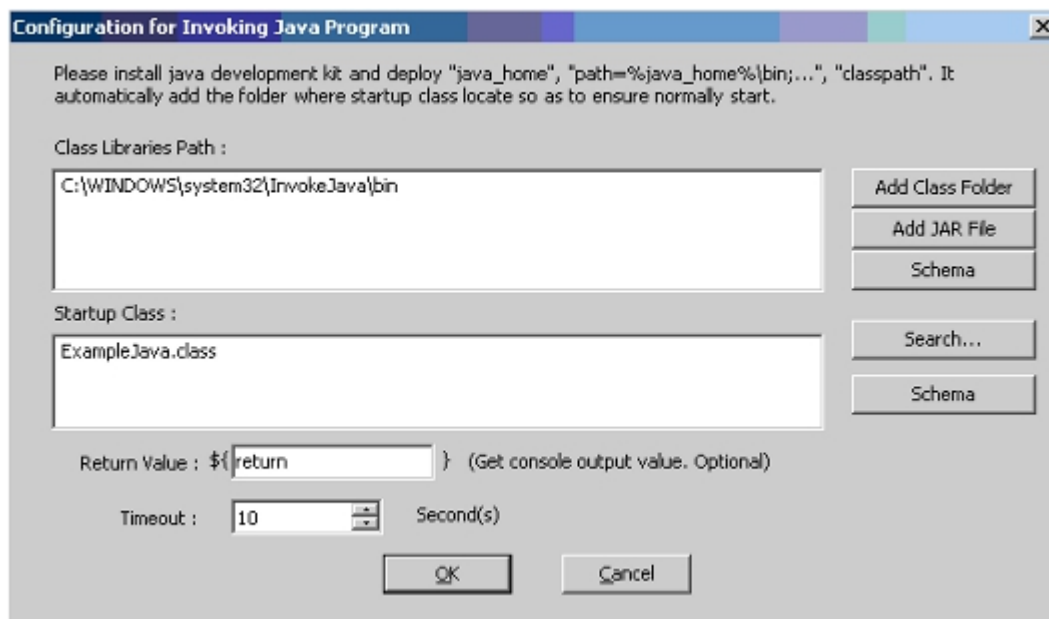 Configuration for Invoking Java Program
Please install java development kit and deploy "java_home", "path=%java_home%\bin;...", "classpath". It
automatically add the folder where startup class locate so as to ensure normally start.
Class Libraries Path :
C:\WINDOWS\system32\InvokeJava\bin
Add Class Folder
Add JAR File
Schema
Startup Class :
ExampleJava.class
Search...
Schema
Return Value : ${return} (Get console output value. Optional)
Timeout : 10 Second(s)
OK Cancel